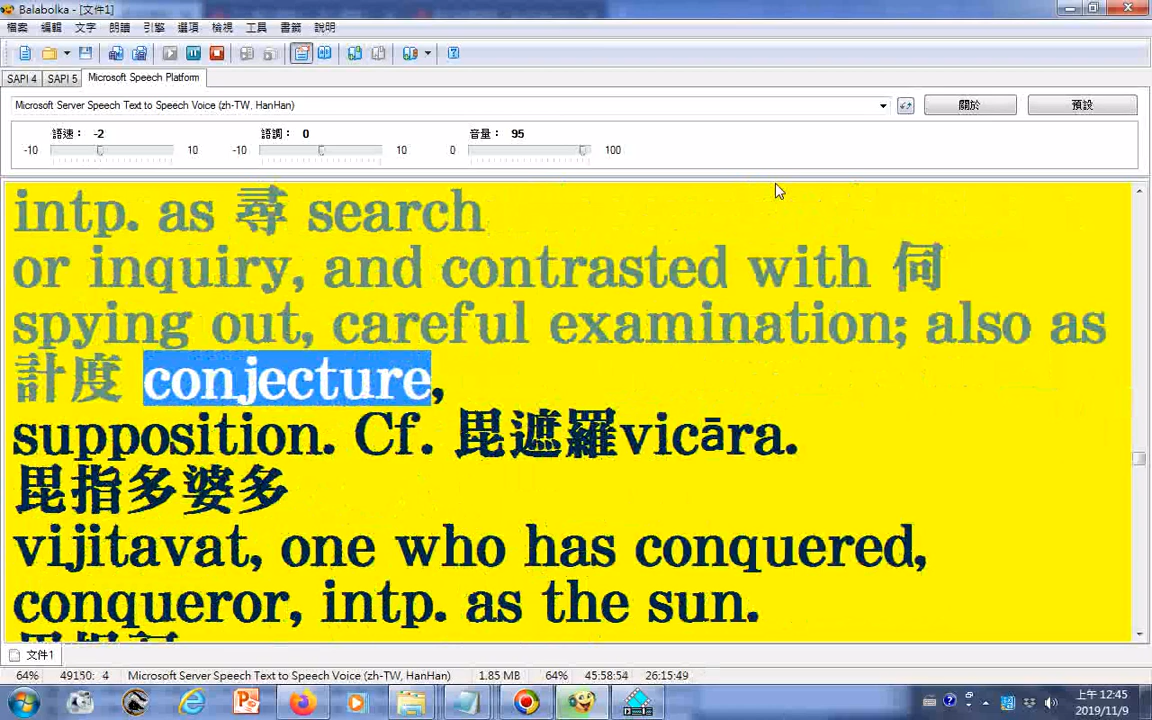 Balabolka - [文件1]
檔案 編輯 文字 朗讀 引擎 選項 檢視 工具 書籤 說明
SAPI 4 SAPI 5 Microsoft Speech Platform
Microsoft Server Speech Text to Speech Voice (zh-TW, HanHan) 關於 預設
語速： -2 語調： 0 音量： 95
-10 10 -10 10 0 100
intp. as 尋 search
or inquiry, and contrasted with 伺
spying out, careful examination; also as
計度 conjecture,
supposition. Cf. 毘遮羅vicāra.
毘指多婆多
vijitavat, one who has conquered,
conqueror, intp. as the sun.
文件1
64% 49150: 4 Microsoft Server Speech Text to Speech Voice (zh-TW, HanHan) 1.85 MB 64% 45:58:54 26:15:49
上午 12:45
2019/11/9